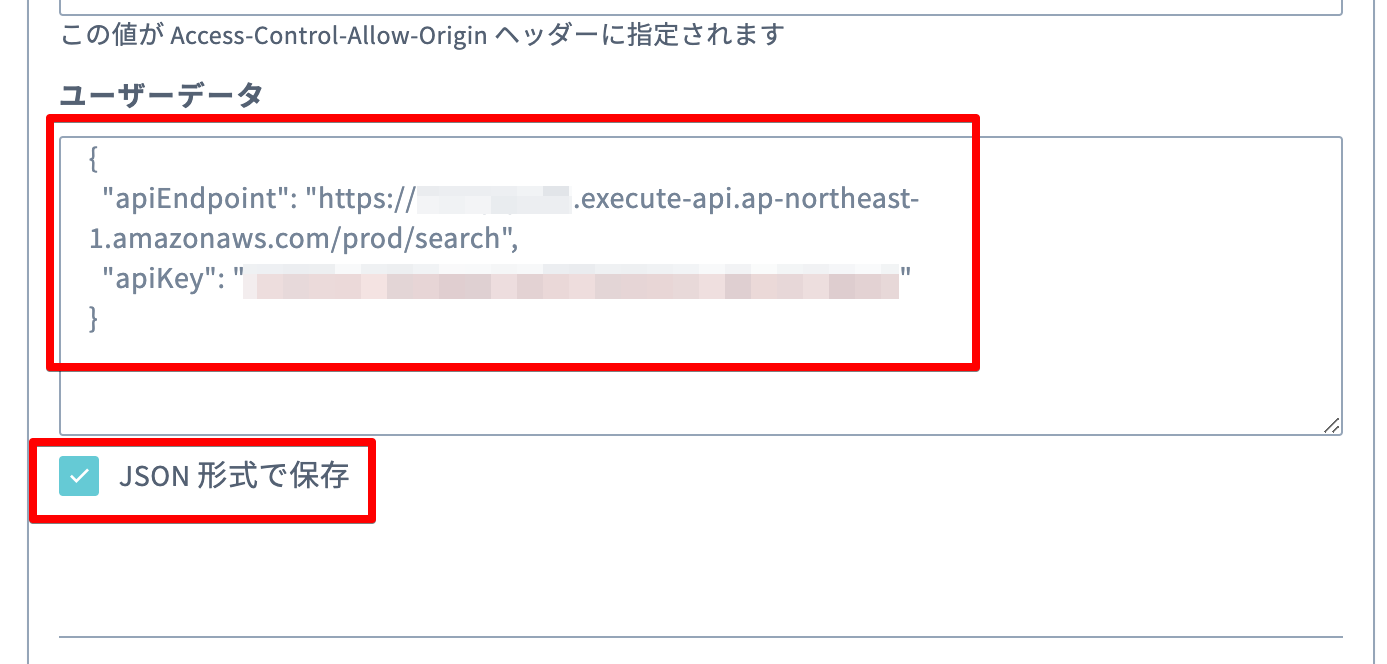 この値が Access-Control-Allow-Origin ヘッダーに指定されます
ユーザーデータ
{
"apiEndpoint": "https:// .execute-api.ap-northeast-
1.amazonaws.com/prod/search",
"apiKey": " "
}
JSON 形式で保存